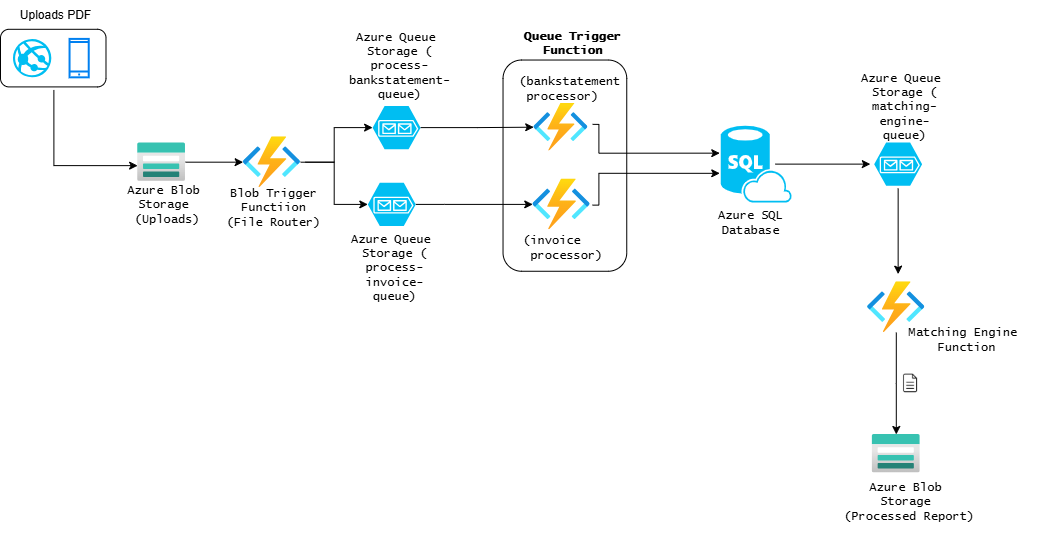 Uploads PDF
Azure Blob
Storage
(Uploads)
Blob Trigger
Functiion
(File Router)
Azure Queue
Storage (
process-
bankstatement-
queue)
Azure Queue
Storage (
process-
invoice-
queue)
Queue Trigger
Function
(bankstatement
processor)
(invoice
processor)
SQL
Azure SQL
Database
Azure Queue
Storage (
matching-
engine-
queue)
Matching Engine
Function
Azure Blob
Storage
(Processed Report)